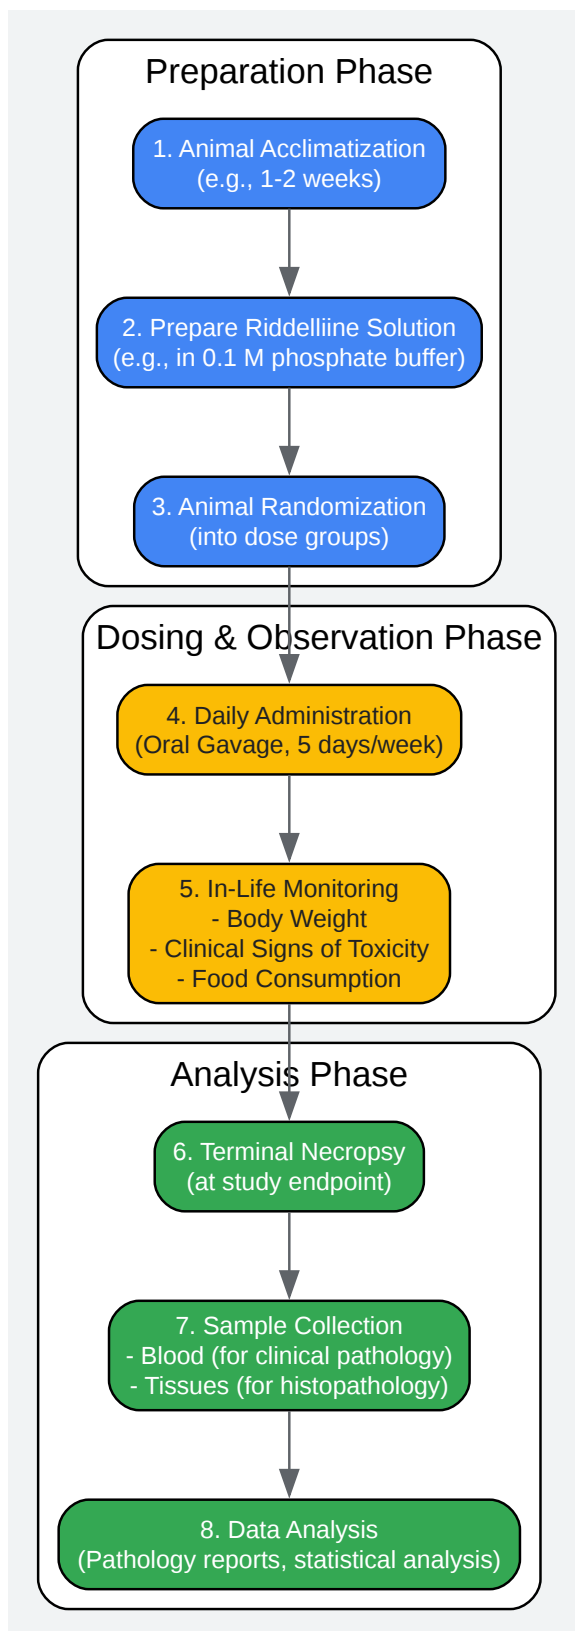 Preparation Phase
1. Animal Acclimatization
(e.g., 1-2 weeks)
2. Prepare Riddelliine Solution
(e.g., in 0.1 M phosphate buffer)
3. Animal Randomization
(into dose groups)
Dosing & Observation Phase
4. Daily Administration
(Oral Gavage, 5 days/week)
5. In-Life Monitoring
- Body Weight
- Clinical Signs of Toxicity
- Food Consumption
Analysis Phase
6. Terminal Necropsy
(at study endpoint)
7. Sample Collection
- Blood (for clinical pathology)
- Tissues (for histopathology)
8. Data Analysis
(Pathology reports, statistical analysis)